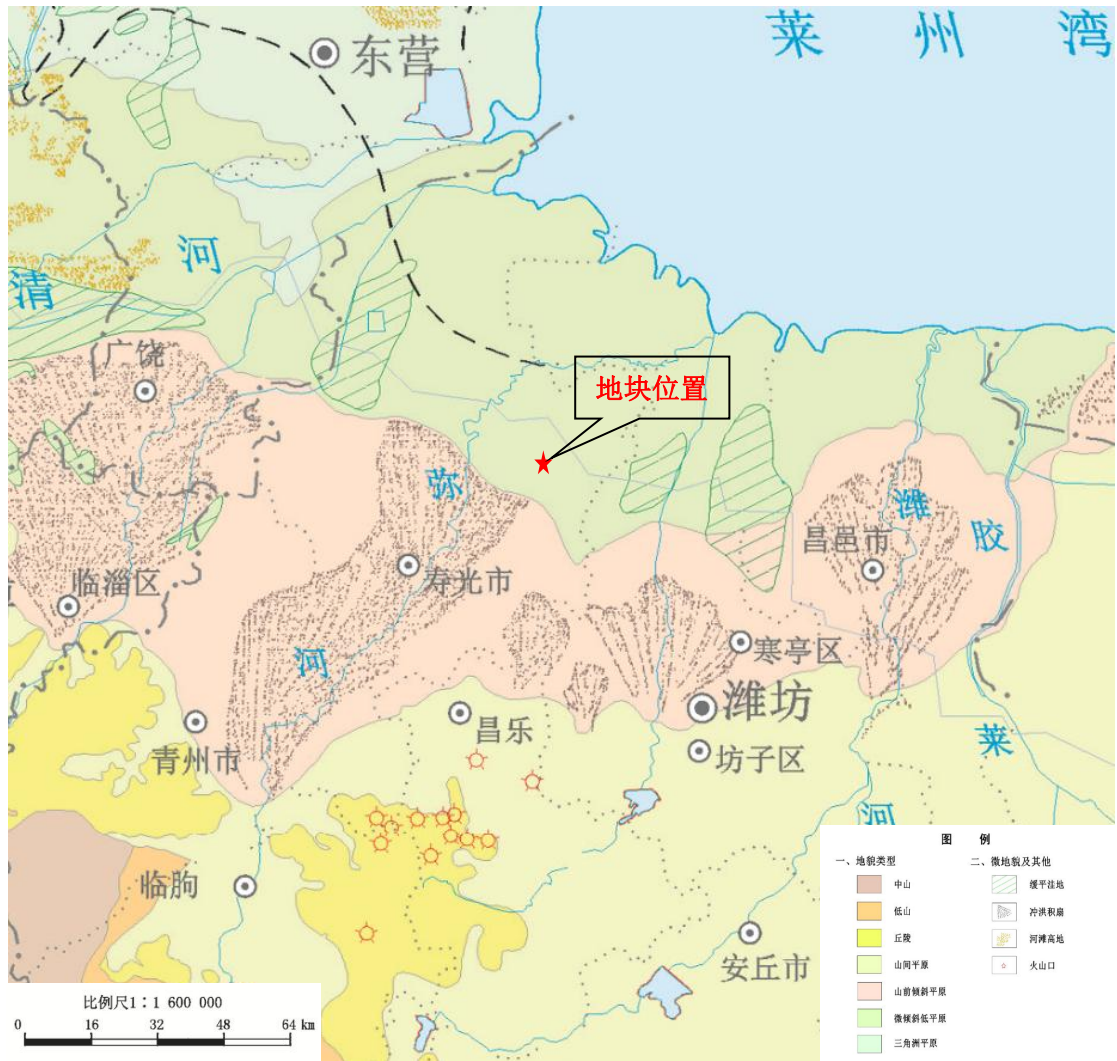 东营
莱州湾
清
河
广饶
地块位置
弥
潍
胶
昌邑市
临淄区
寿光市
河
寒亭区
潍坊
昌乐
青州市
坊子区
莱
河
临朐
安丘市
图 例
一、地貌类型
二、微地貌及其他
中山
缓平洼地
低山
冲洪积扇
丘陵
河滩高地
山间平原
火山口
山前倾斜平原
微倾斜低平原
三角洲平原
比例尺1：1 600 000
0 16 32 48 64 km